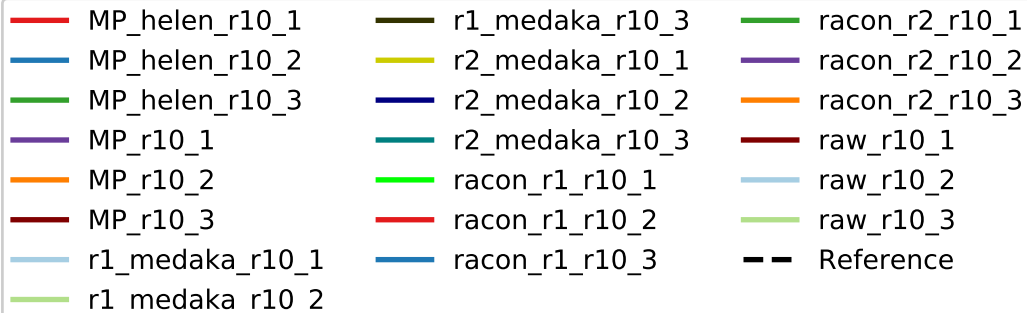 MP_helen_r10_1
MP_helen_r10_2
MP_helen_r10_3
MP_r10_1
MP_r10_2
MP_r10_3
r1_medaka_r10_1
r1_medaka_r10_2
r1_medaka_r10_3
r2_medaka_r10_1
r2_medaka_r10_2
r2_medaka_r10_3
racon_r1_r10_1
racon_r1_r10_2
racon_r1_r10_3
racon_r2_r10_1
racon_r2_r10_2
racon_r2_r10_3
raw_r10_1
raw_r10_2
raw_r10_3
Reference